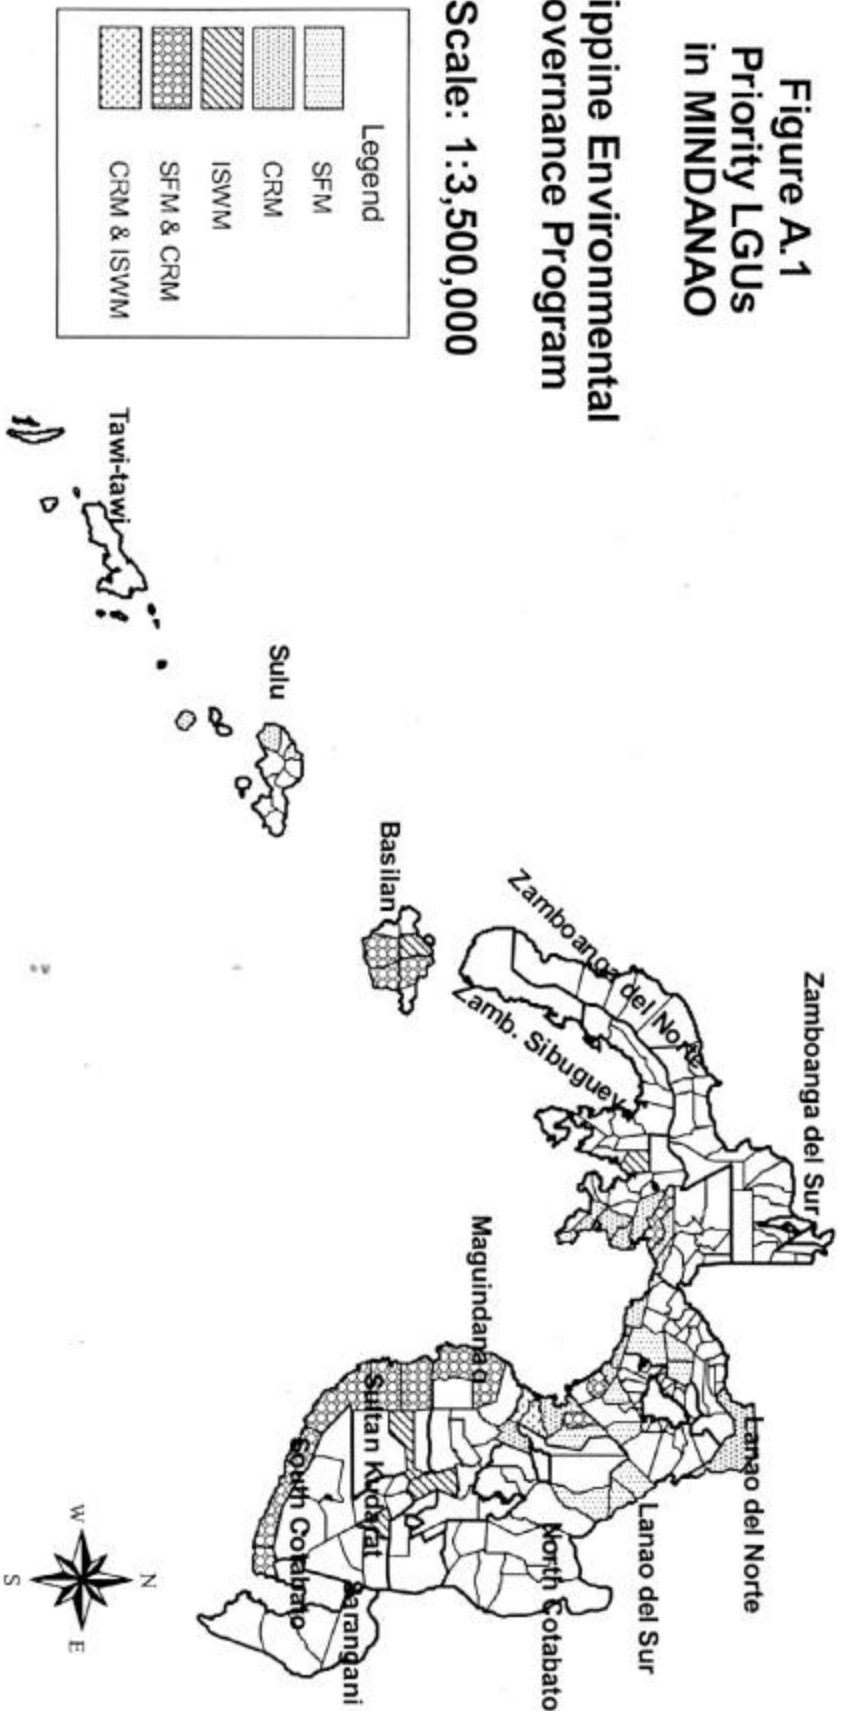 Figure A.1
Priority LGUs
in MINDANAO
ippine Environmental
overnance Program
Scale: 1:3,500,000
Legend
SFM
CRM
ISWM
SFM & CRM
CRM & ISWM
Tawi-tawi
Sulu
Basilan
Zamboanga del Norte
Zamb. Sibuguey
Zamboanga del Sur
Maguindanao
Sultan Kudarat
South Cotabato
Sarangani
North Cotabato
Lanao del Sur
Lanao del Norte
N
W
E
S